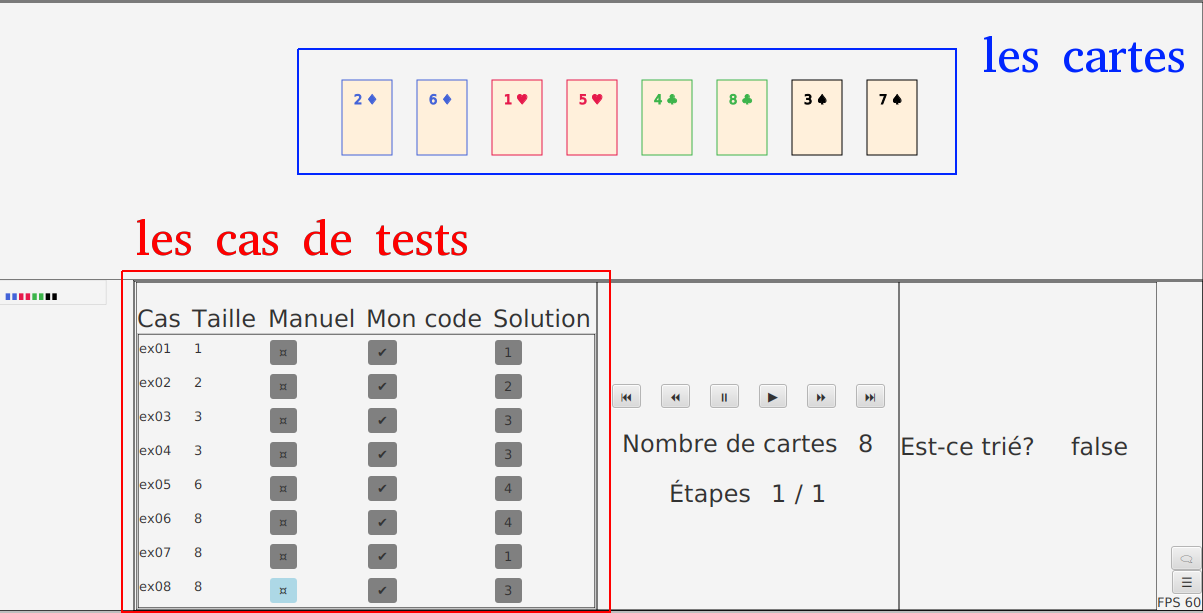 les cartes
2♦ 6♦ 1♥ 5♥ 4♣ 8♣ 3♠ 7♠
les cas de tests
Cas Taille Manuel Mon code Solution
ex01 1 ¤ ✔ 1
ex02 2 ¤ ✔ 2
ex03 3 ¤ ✔ 3
ex04 3 ¤ ✔ 3
ex05 6 ¤ ✔ 4
ex06 8 ¤ ✔ 4
ex07 8 ¤ ✔ 1
ex08 8 ¤ ✔ 3
Nombre de cartes 8
Étapes 1 / 1
Est-ce trié? false
FPS 60